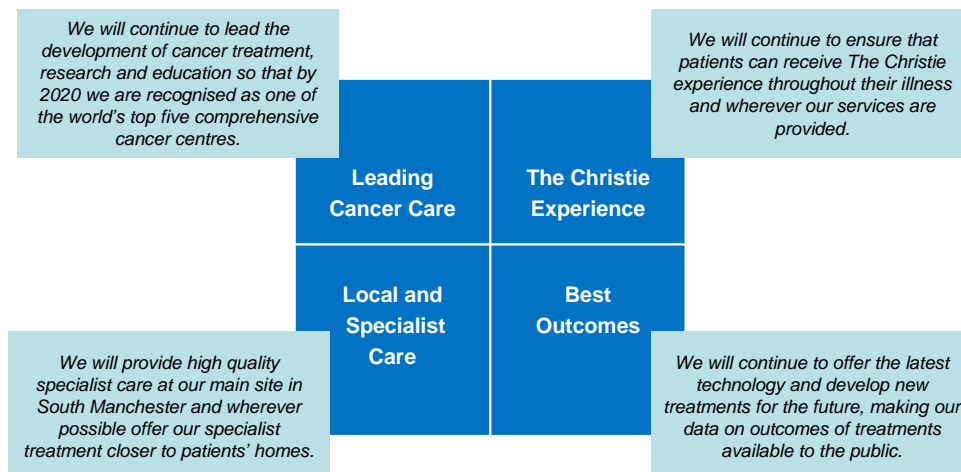 We will continue to lead the
development of cancer treatment,
research and education so that by
2020 we are recognised as one of
the world's top five comprehensive
cancer centres.
We will continue to ensure that
patients can receive The Christie
experience throughout their illness
and wherever our services are
provided.
Leading
Cancer Care
The Christie
Experience
Local and
Specialist
Care
Best
Outcomes
We will provide high quality
specialist care at our main site in
South Manchester and wherever
possible offer our specialist
treatment closer to patients' homes.
We will continue to offer the latest
technology and develop new
treatments for the future, making our
data on outcomes of treatments
available to the public.